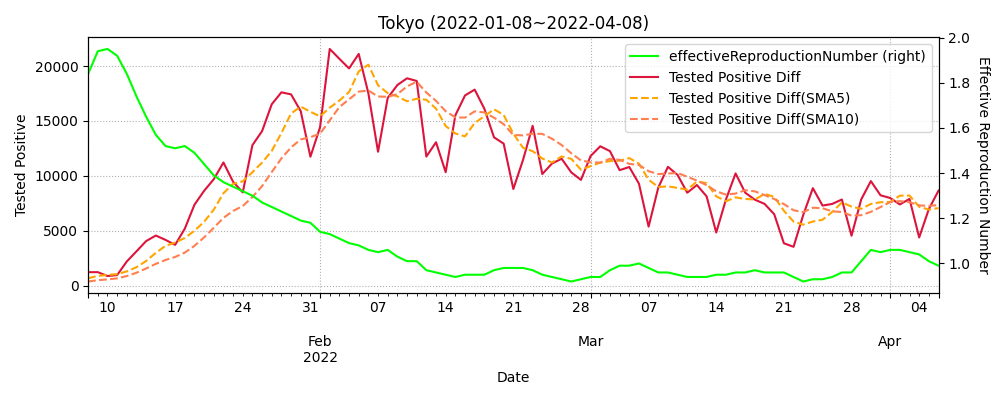 Tokyo (2022-01-08~2022-04-08)
effectiveReproductionNumber (right)
Tested Positive Diff
Tested Positive Diff(SMA5)
Tested Positive Diff(SMA10)
Tested Positive
20000
15000
10000
5000
0
2.0
1.8
1.6
1.4
1.2
1.0
Effective Reproduction Number
10 17 24 31 07 14 21 28 07 14 21 28 04
Feb Mar Apr
2022
Date